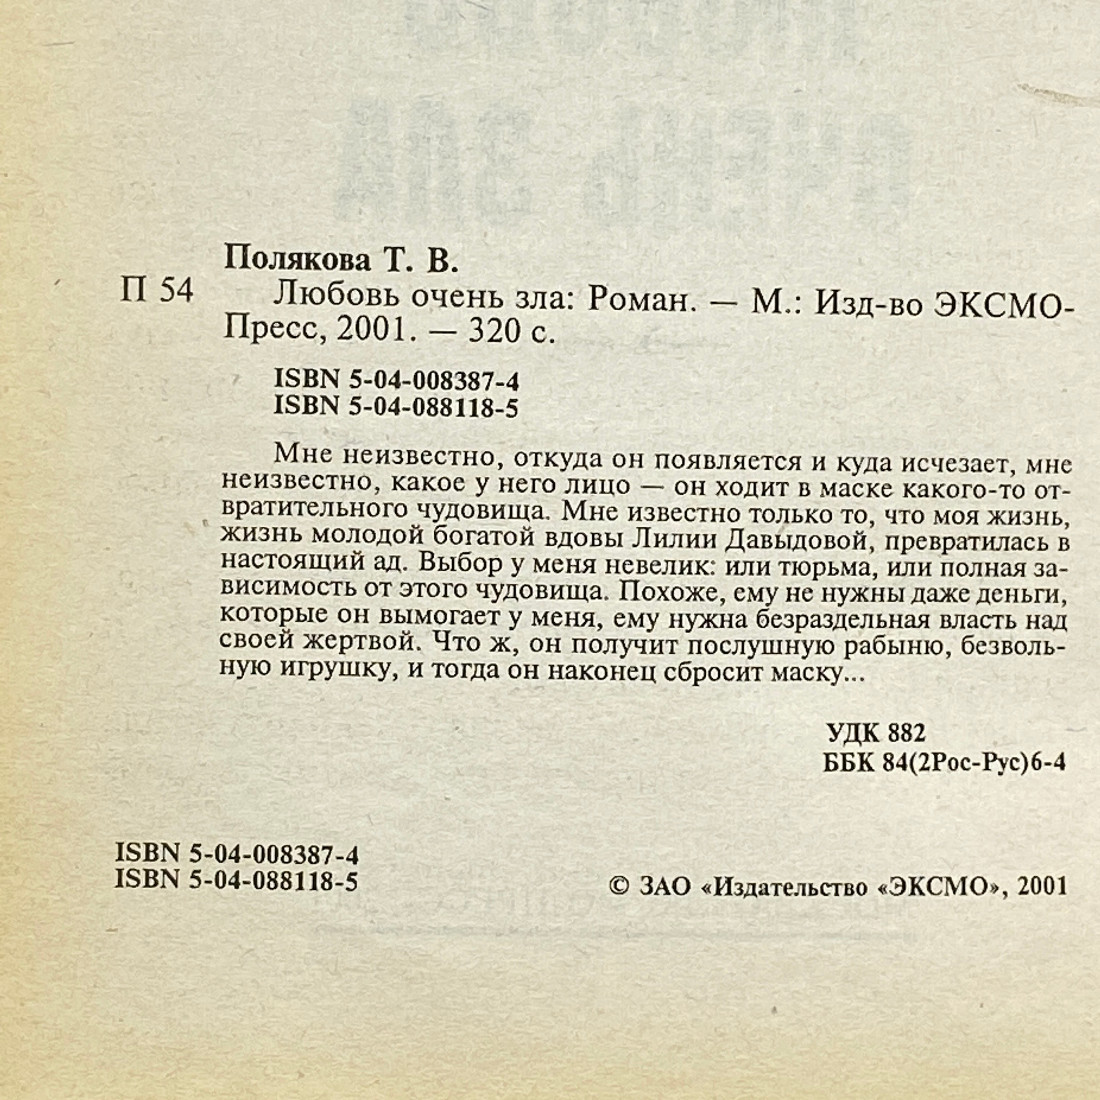 Полякова Т. В.
П 54 Любовь очень зла: Роман. — М.: Изд-во ЭКСМО-
Пресс, 2001. — 320 с.
ISBN 5-04-008387-4
ISBN 5-04-088118-5
Мне неизвестно, откуда он появляется и куда исчезает, мне
неизвестно, какое у него лицо — он ходит в маске какого-то от-
вратительного чудовища. Мне известно только то, что моя жизнь,
жизнь молодой богатой вдовы Лилии Давыдовой, превратилась в
настоящий ад. Выбор у меня невелик: или тюрьма, или полная за-
висимость от этого чудовища. Похоже, ему не нужны даже деньги,
которые он вымогает у меня, ему нужна безраздельная власть над
своей жертвой. Что ж, он получит послушную рабыню, безволь-
ную игрушку, и тогда он наконец сбросит маску...
УДК 882
ББК 84(2Рос-Рус)6-4
ISBN 5-04-008387-4
ISBN 5-04-088118-5
© ЗАО «Издательство «ЭКСМО», 2001